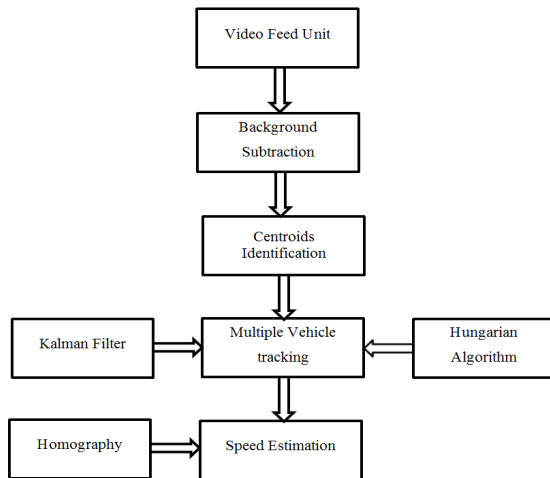 Video Feed Unit
Background
Subtraction
Centroids
Identification
Kalman Filter
Multiple Vehicle
tracking
Hungarian
Algorithm
Homography
Speed Estimation